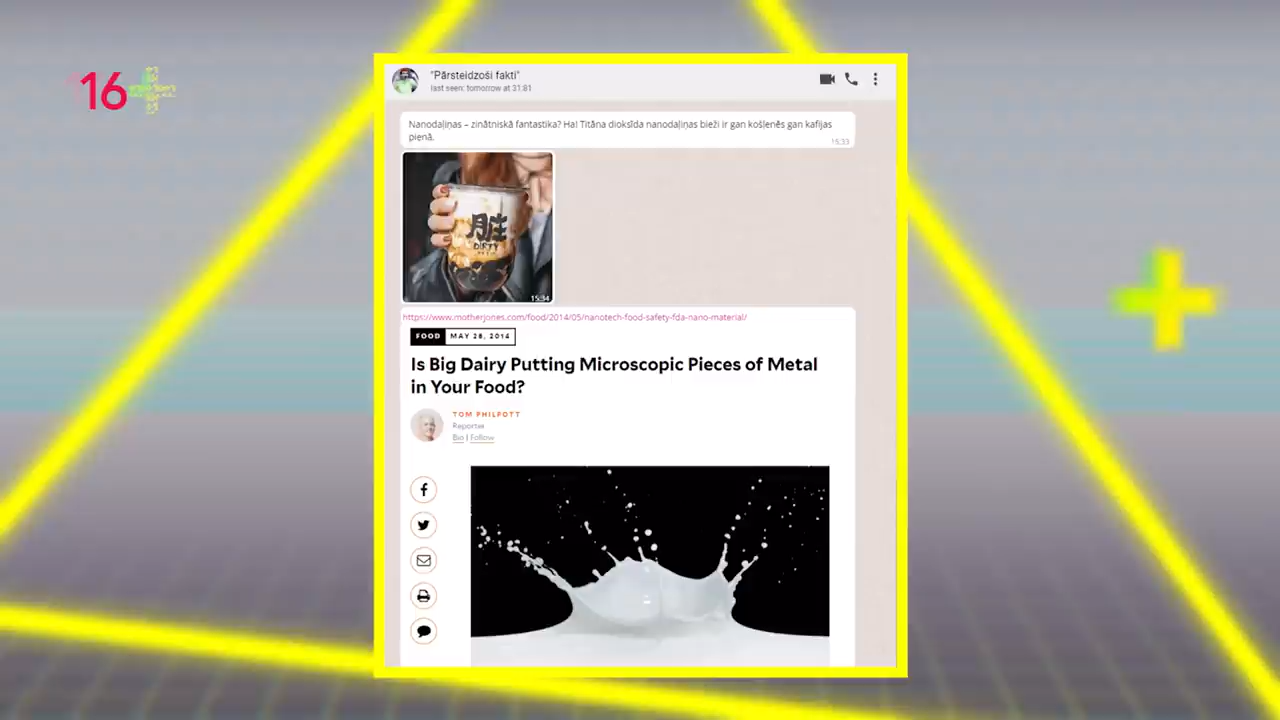 16+
"Pārsteidzoši fakti"
last seen: tomorrow at 31:81
Nanodaļiņas – zinātniskā fantastika? Ha! Titāna dioksīda nanodaļiņas bieži ir gan košļenēs gan kafijas
pienā.
15:33
脏
DIRTY
15:34
https://www.motherjones.com/food/2014/05/nanotech-food-safety-fda-nano-material/
FOOD MAY 28, 2014
Is Big Dairy Putting Microscopic Pieces of Metal
in Your Food?
TOM PHILPOTT
Reporter
Bio | Follow